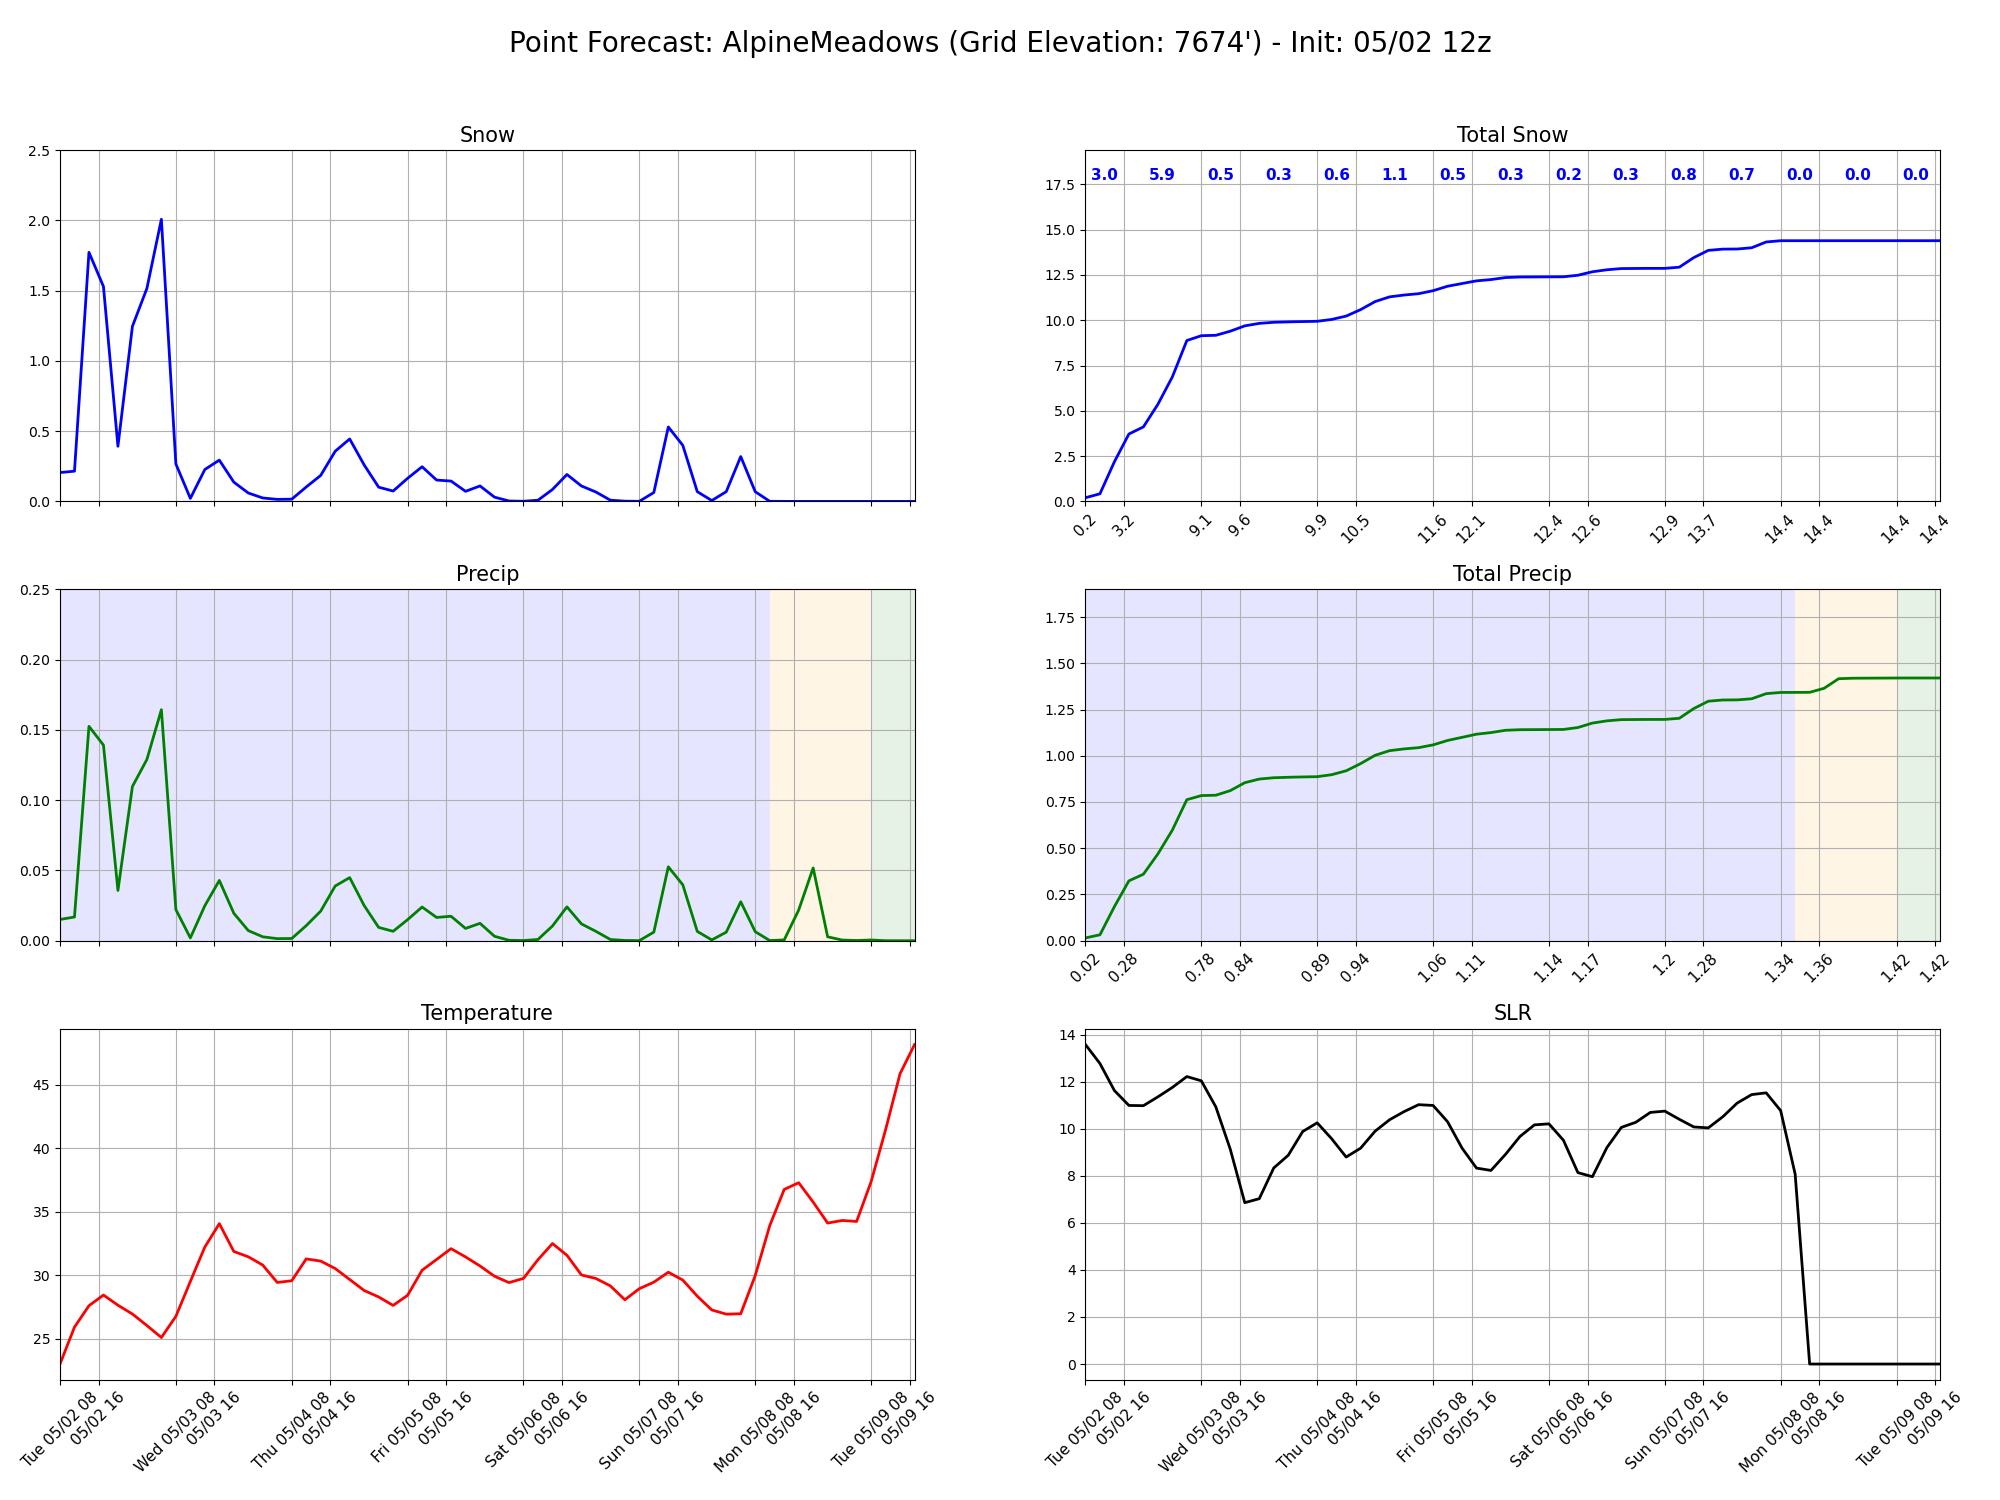 Point Forecast: AlpineMeadows (Grid Elevation: 7674') - Init: 05/02 12z
Snow
2.5
2.0
1.5
1.0
0.5
0.0
Total Snow
3.0 5.9 0.5 0.3 0.6 1.1 0.5 0.3 0.2 0.3 0.8 0.7 0.0 0.0 0.0
17.5
15.0
12.5
10.0
7.5
5.0
2.5
0.0
0.2 3.2 9.1 9.6 9.9 10.5 11.6 12.1 12.4 12.6 12.9 13.7 14.4 14.4 14.4 14.4
Precip
0.25
0.20
0.15
0.10
0.05
0.00
Total Precip
1.75
1.50
1.25
1.00
0.75
0.50
0.25
0.00
0.02 0.28 0.78 0.84 0.89 0.94 1.06 1.11 1.14 1.17 1.2 1.28 1.34 1.36 1.42 1.42
Temperature
45
40
35
30
25
Tue 05/02 08
05/02 16
Wed 05/03 08
05/03 16
Thu 05/04 08
05/04 16
Fri 05/05 08
05/05 16
Sat 05/06 08
05/06 16
Sun 05/07 08
05/07 16
Mon 05/08 08
05/08 16
Tue 05/09 08
05/09 16
SLR
14
12
10
8
6
4
2
0
Tue 05/02 08
05/02 16
Wed 05/03 08
05/03 16
Thu 05/04 08
05/04 16
Fri 05/05 08
05/05 16
Sat 05/06 08
05/06 16
Sun 05/07 08
05/07 16
Mon 05/08 08
05/08 16
Tue 05/09 08
05/09 16